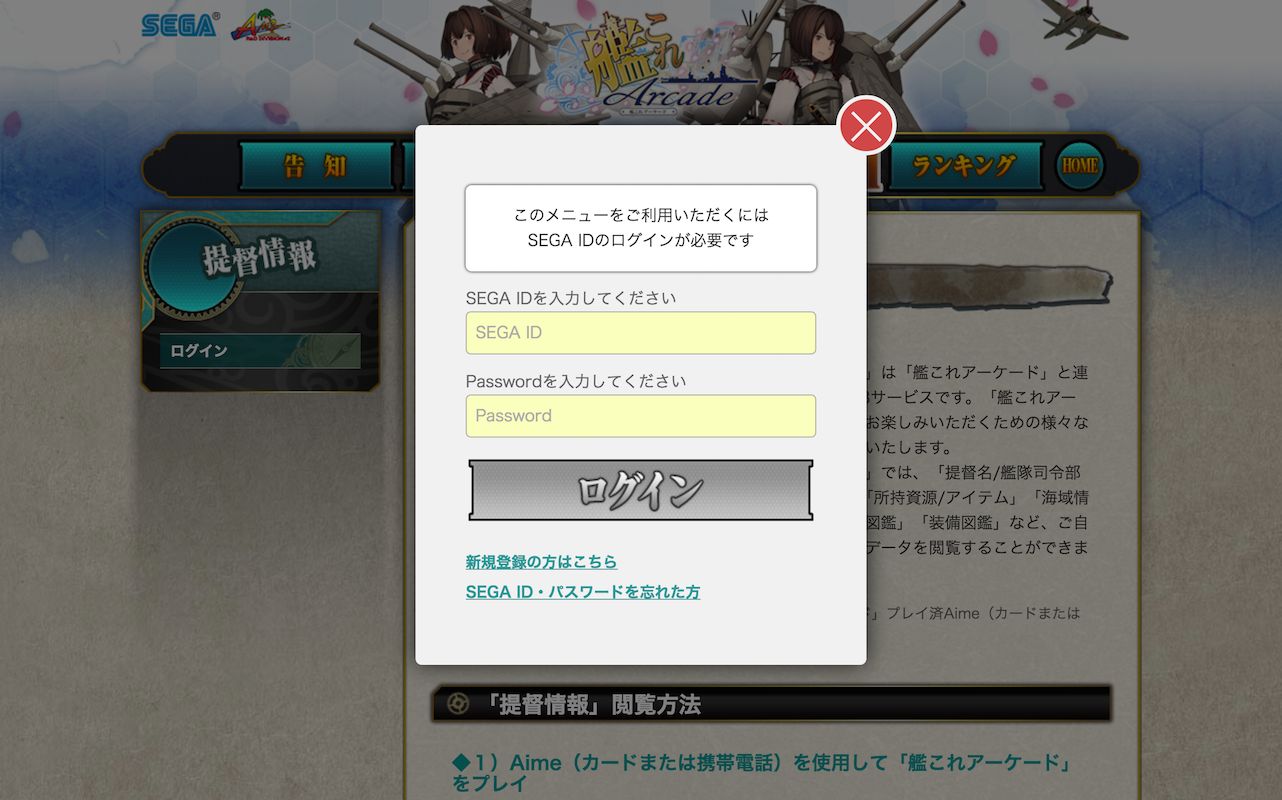 SEGA
艦これ
Arcade
告知
ランキング
HOME
提督情報
ログイン
このメニューをご利用いただくには
SEGA IDのログインが必要です
SEGA IDを入力してください
SEGA ID
Passwordを入力してください
Password
ログイン
新規登録の方はこちら
SEGA ID・パスワードを忘れた方
」は「艦これアーケード」と連
サービスです。「艦これアー
お楽しみいただくための様々な
いたします。
」では、「提督名/艦隊司令部
「所持資源/アイテム」「海域情
図鑑」「装備図鑑」など、ご自
データを閲覧することができま
」プレイ済Aime（カードまたは
「提督情報」閲覧方法
◆１）Aime（カードまたは携帯電話）を使用して「艦これアーケード」
をプレイ